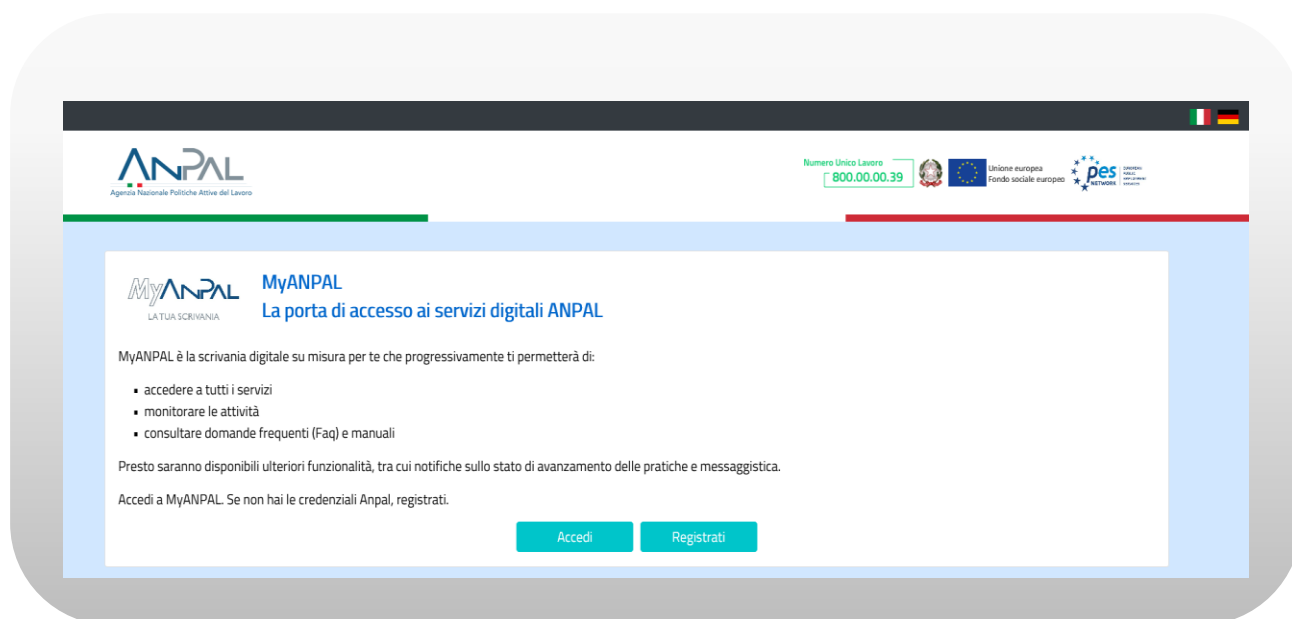 ANPAL
Agenzia Nazionale Politiche Attive del Lavoro
Numero Unico Lavoro
800.00.00.39
Unione europea
Fondo sociale europeo
pes
NETWORK
EUROPEAN
PUBLIC
EMPLOYMENT
SERVICES
MyANPAL
LA TUA SCRIVANIA
MyANPAL
La porta di accesso ai servizi digitali ANPAL
MyANPAL è la scrivania digitale su misura per te che progressivamente ti permetterà di:
▪ accedere a tutti i servizi
▪ monitorare le attività
▪ consultare domande frequenti (Faq) e manuali
Presto saranno disponibili ulteriori funzionalità, tra cui notifiche sullo stato di avanzamento delle pratiche e messaggistica.
Accedi a MyANPAL. Se non hai le credenziali Anpal, registrati.
Accedi
Registrati